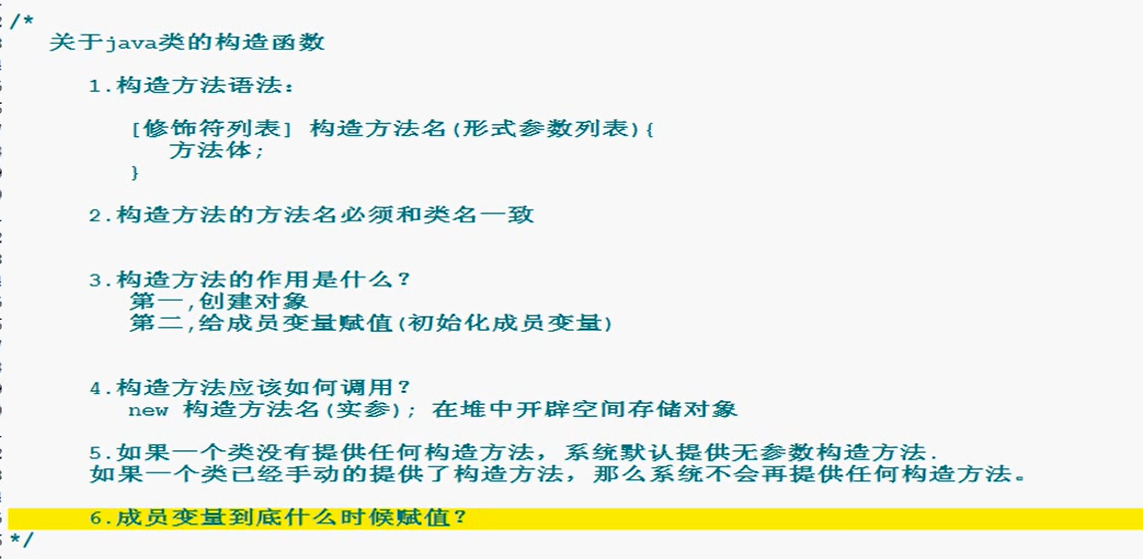 /*
关于java类的构造函数
1.构造方法语法:
[修饰符列表] 构造方法名(形式参数列表){
方法体;
}
2.构造方法的方法名必须和类名一致
3.构造方法的作用是什么?
第一,创建对象
第二,给成员变量赋值(初始化成员变量)
4.构造方法应该如何调用?
new 构造方法名(实参); 在堆中开辟空间存储对象
5.如果一个类没有提供任何构造方法, 系统默认提供无参数构造方法.
如果一个类已经手动的提供了构造方法, 那么系统不会再提供任何构造方法。
6.成员变量到底什么时候赋值?
*/